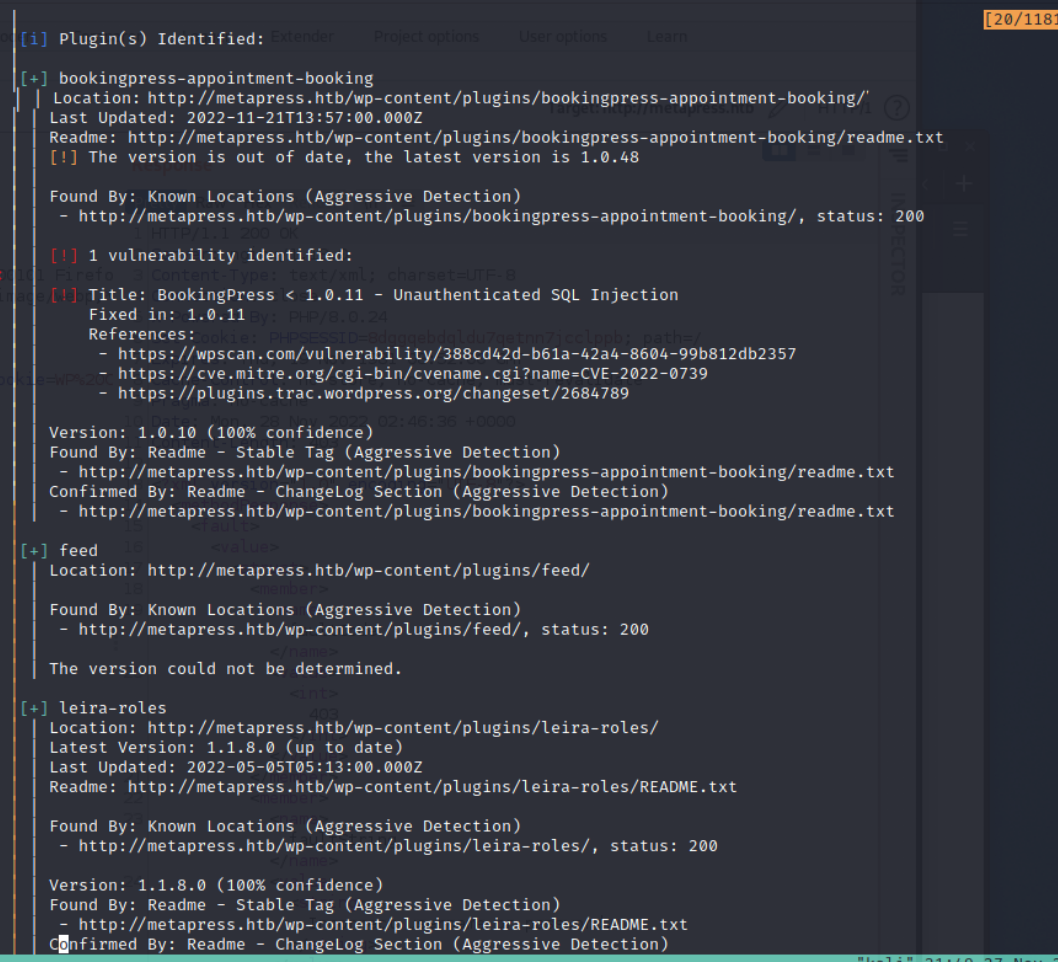 [20/1181
[i] Plugin(s) Identified:
Extender Project options User options Learn
[+] bookingpress-appointment-booking
| Location: http://metapress.htb/wp-content/plugins/bookingpress-appointment-booking/
| Last Updated: 2022-11-21T13:57:00.000Z
| Readme: http://metapress.htb/wp-content/plugins/bookingpress-appointment-booking/readme.txt
| [!] The version is out of date, the latest version is 1.0.48
|
| Found By: Known Locations (Aggressive Detection)
|  - http://metapress.htb/wp-content/plugins/bookingpress-appointment-booking/, status: 200
|
| [!] 1 vulnerability identified:
|
| [!] Title: BookingPress < 1.0.11 - Unauthenticated SQL Injection
|     Fixed in: 1.0.11
|     References:
|      - https://wpscan.com/vulnerability/388cd42d-b61a-42a4-8604-99b812db2357
|      - https://cve.mitre.org/cgi-bin/cvename.cgi?name=CVE-2022-0739
|      - https://plugins.trac.wordpress.org/changeset/2684789
|
| Version: 1.0.10 (100% confidence)
| Found By: Readme - Stable Tag (Aggressive Detection)
|  - http://metapress.htb/wp-content/plugins/bookingpress-appointment-booking/readme.txt
| Confirmed By: Readme - ChangeLog Section (Aggressive Detection)
|  - http://metapress.htb/wp-content/plugins/bookingpress-appointment-booking/readme.txt
[+] feed
| Location: http://metapress.htb/wp-content/plugins/feed/
|
| Found By: Known Locations (Aggressive Detection)
|  - http://metapress.htb/wp-content/plugins/feed/, status: 200
|
| The version could not be determined.
[+] leira-roles
| Location: http://metapress.htb/wp-content/plugins/leira-roles/
| Latest Version: 1.1.8.0 (up to date)
| Last Updated: 2022-05-05T05:13:00.000Z
| Readme: http://metapress.htb/wp-content/plugins/leira-roles/README.txt
|
| Found By: Known Locations (Aggressive Detection)
|  - http://metapress.htb/wp-content/plugins/leira-roles/, status: 200
|
| Version: 1.1.8.0 (100% confidence)
| Found By: Readme - Stable Tag (Aggressive Detection)
|  - http://metapress.htb/wp-content/plugins/leira-roles/README.txt
| Confirmed By: Readme - ChangeLog Section (Aggressive Detection)
INSPECTOR